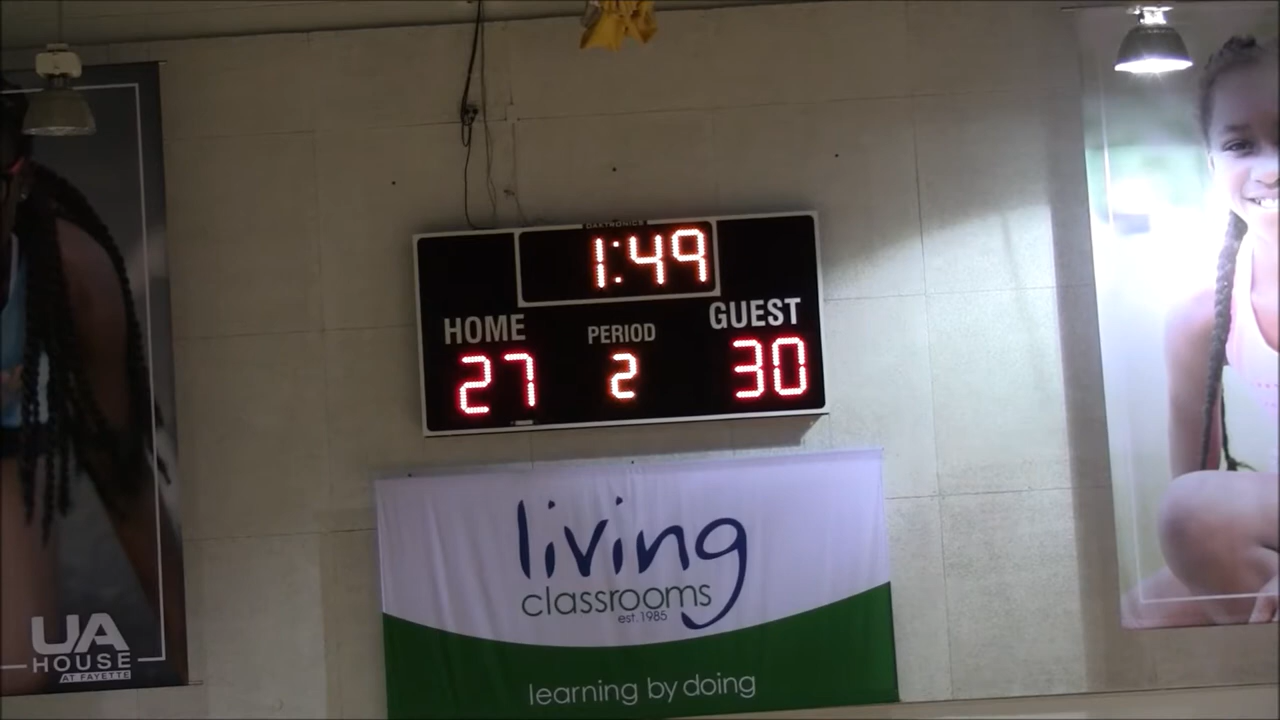 DAKTRONICS
1:49
HOME
PERIOD
GUEST
27
2
30
living
classrooms
est. 1985
learning by doing
UA
HOUSE
AT FAYETTE